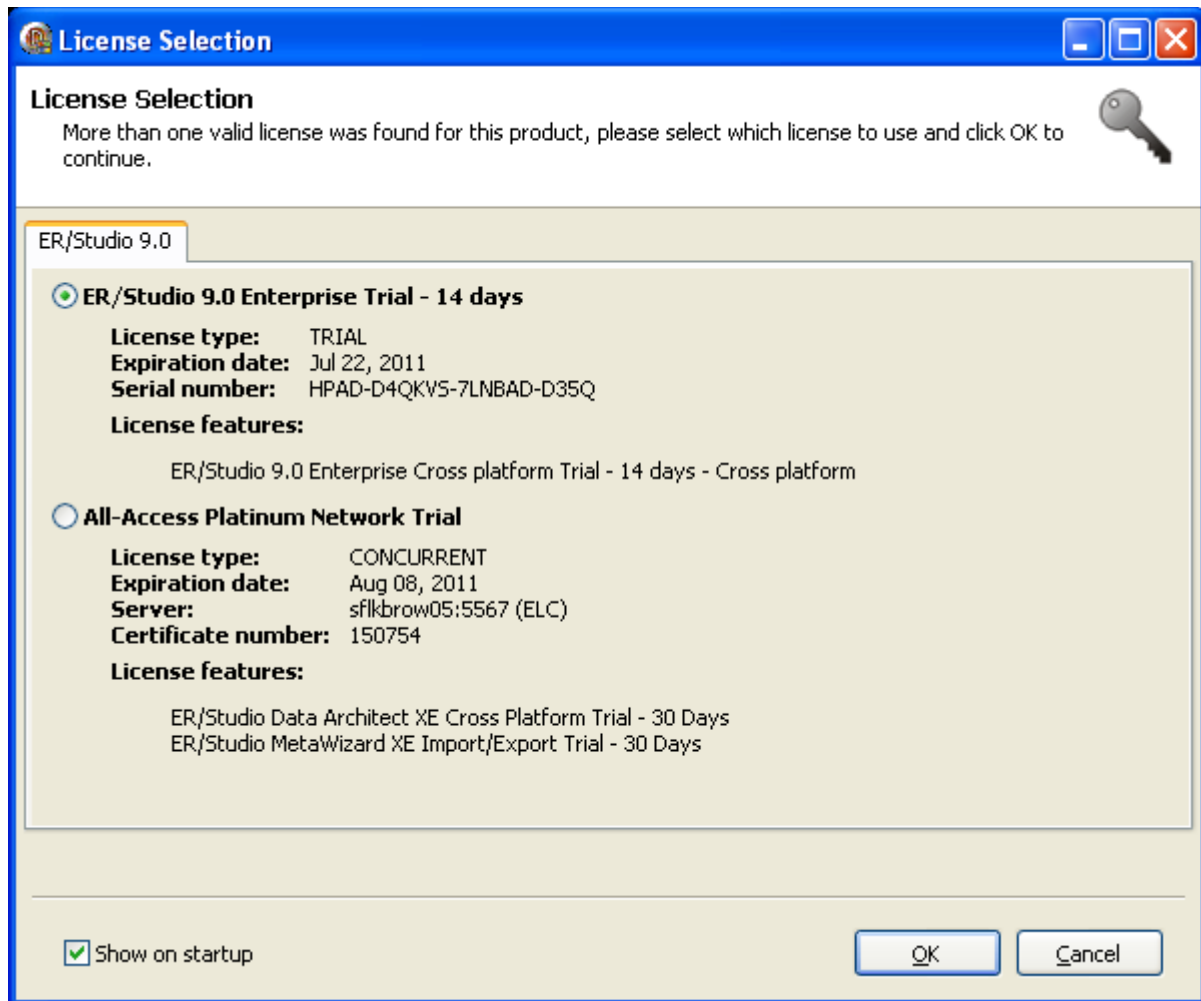 License Selection
License Selection
More than one valid license was found for this product, please select which license to use and click OK to
continue.
ER/Studio 9.0
ER/Studio 9.0 Enterprise Trial - 14 days
License type: TRIAL
Expiration date: Jul 22, 2011
Serial number: HPAD-D4QKVS-7LNBAD-D35Q
License features:
ER/Studio 9.0 Enterprise Cross platform Trial - 14 days - Cross platform
All-Access Platinum Network Trial
License type: CONCURRENT
Expiration date: Aug 08, 2011
Server: sflkbrow05:5567 (ELC)
Certificate number: 150754
License features:
ER/Studio Data Architect XE Cross Platform Trial - 30 Days
ER/Studio MetaWizard XE Import/Export Trial - 30 Days
Show on startup OK Cancel